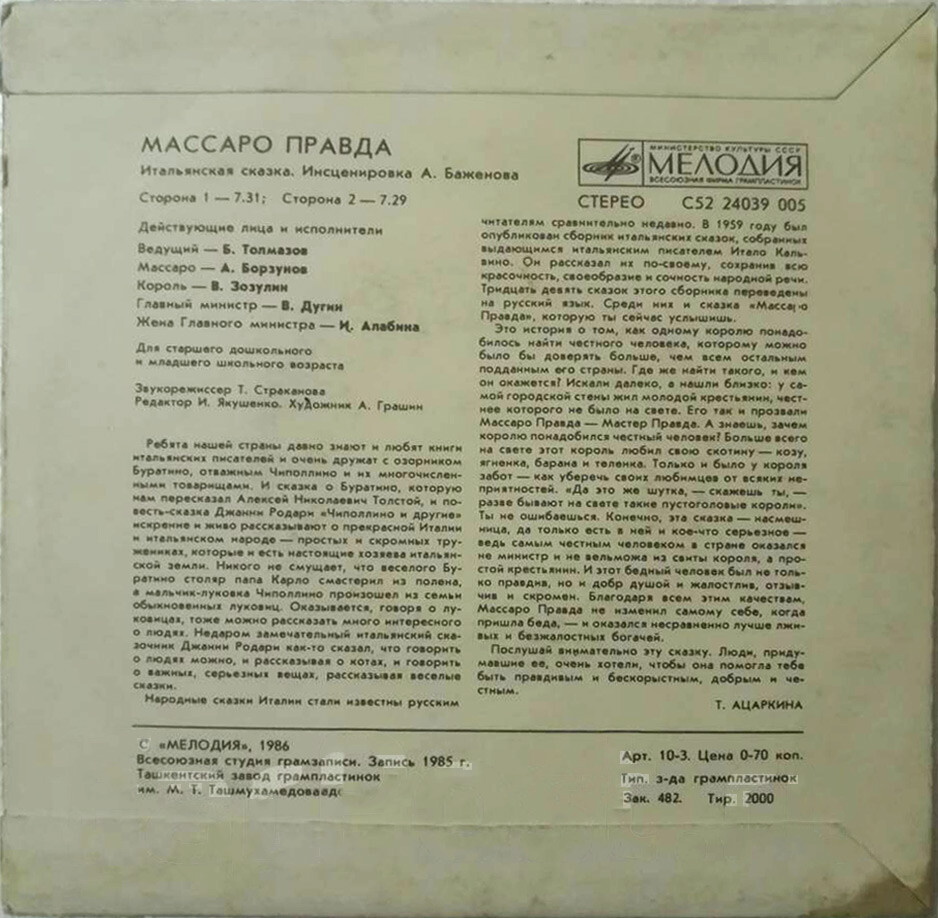 МАССАРО ПРАВДА
Итальянская сказка. Инсценировка А. Баженова
Сторона 1 — 7.31; Сторона 2 — 7.29
Действующие лица и исполнители
Ведущий — Б. Толмазов
Массаро — А. Борзунов
Король — В. Зозулин
Главный министр — В. Дугин
Жена Главного министра — И. Алабина
Для старшего дошкольного
и младшего школьного возраста
Звукорежиссер Т. Страканова
Редактор И. Якушенко. Художник А. Грашин
Ребята нашей страны давно знают и любят книги
итальянских писателей и очень дружат с озорником
Буратино, отважным Чиполлино и их многочислен-
ными товарищами. И сказка о Буратино, которую
нам пересказал Алексей Николаевич Толстой, и по-
весть-сказка Джанни Родари «Чиполлино и другие»
искренне и живо рассказывают о прекрасной Италии
и итальянском народе — простых и скромных тру-
жениках, которые и есть настоящие хозяева итальян-
ской земли. Никого не смущает, что веселого Бу-
ратино столяр папа Карло смастерил из полена,
а мальчик-луковка Чиполлино произошел из семьи
обыкновенных луковиц. Оказывается, говоря о лу-
ковицах, тоже можно рассказать много интересного
о людях. Недаром замечательный итальянский ска-
зочник Джанни Родари как-то сказал, что говорить
о людях можно, и рассказывая о котах, и говорить
о важных, серьезных вещах, рассказывая веселые
сказки.
Народные сказки Италии стали известны русским
МИНИСТЕРСТВО КУЛЬТУРЫ СССР
МЕЛОДИЯ
ВСЕСОЮЗНАЯ ФИРМА ГРАМПЛАСТИНОК
СТЕРЕО С52 24039 005
читателям сравнительно недавно. В 1959 году был
опубликован сборник итальянских сказок, собранных
выдающимся итальянским писателем Итало Каль-
вино. Он рассказал их по-своему, сохранив всю
красочность, своеобразие и сочность народной речи.
Тридцать девять сказок этого сборника переведены
на русский язык. Среди них и сказка «Массаро
Правда», которую ты сейчас услышишь.
Это история о том, как одному королю понадо-
билось найти честного человека, которому можно
было бы доверять больше, чем всем остальным
подданным его страны. Где же найти такого, и кем
он окажется? Искали далеко, а нашли близко: у са-
мой городской стены жил молодой крестьянин, чест-
нее которого не было на свете. Его так и прозвали
Массаро Правда — Мастер Правда. А знаешь, зачем
королю понадобился честный человек? Больше всего
на свете этот король любил свою скотину — козу,
ягненка, барана и теленка. Только и было у короля
забот — как уберечь своих любимцев от всяких не-
приятностей. «Да это же шутка, — скажешь ты, —
разве бывают на свете такие пустоголовые короли».
Ты не ошибаешься. Конечно, эта сказка — насмеш-
ница, да только есть в ней и кое-что серьезное —
ведь самым честным человеком в стране оказался
не министр и не вельможа из свиты короля, а про-
стой крестьянин. И этот бедный человек был не толь-
ко правдив, но и добр душой и жалостлив, отзыв-
чив и скромен. Благодаря всем этим качествам,
Массаро Правда не изменил самому себе, когда
пришла беда, — и оказался несравненно лучше лжи-
вых и безжалостных богачей.
Послушай внимательно эту сказку. Люди, приду-
мавшие ее, очень хотели, чтобы она помогла тебе
быть правдивым и бескорыстным, добрым и че-
стным.
Т. АЦАРКИНА
С «МЕЛОДИЯ», 1986
Всесоюзная студия грамзаписи. Запись 1985 г.
Ташкентский завод грампластинок
им. М. Т. Ташмухамедова
Арт. 10-3. Цена 0-70 коп.
Тип. з-да грампластинок
Зак. 482. Тир. 2000